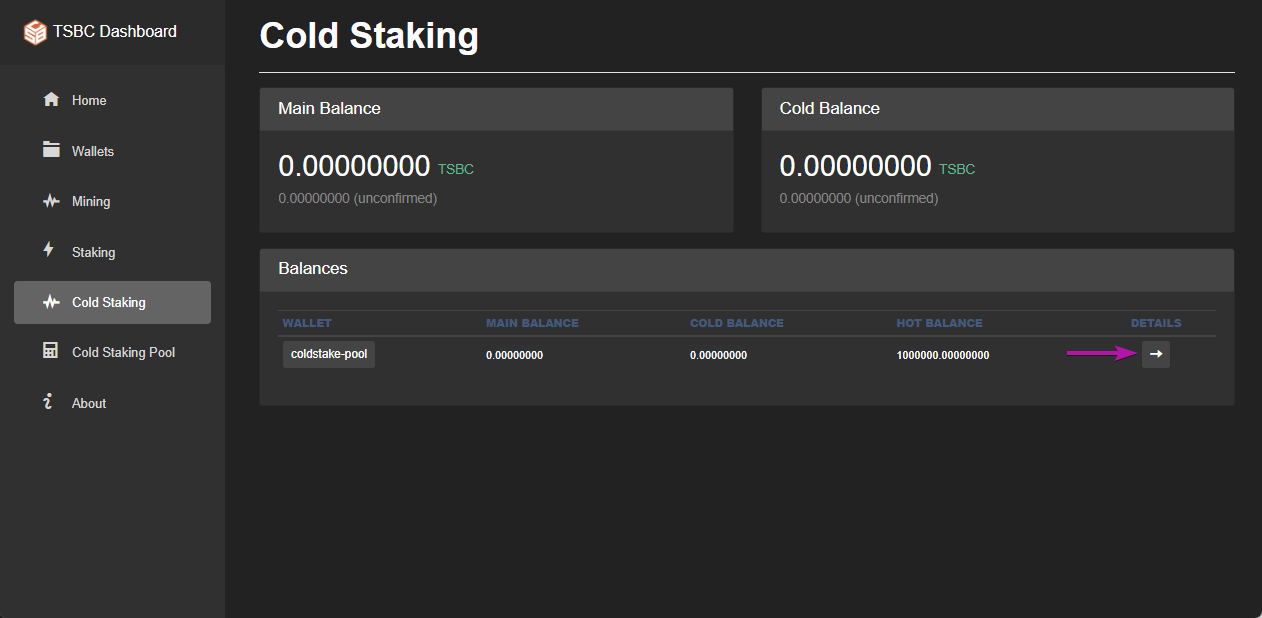 TSBC Dashboard
Home
Wallets
Mining
Staking
Cold Staking
Cold Staking Pool
About
Cold Staking
Main Balance
0.00000000 TSBC
0.00000000 (unconfirmed)
Cold Balance
0.00000000 TSBC
0.00000000 (unconfirmed)
Balances
WALLET MAIN BALANCE COLD BALANCE HOT BALANCE DETAILS
coldstake-pool 0.00000000 0.00000000 1000000.00000000